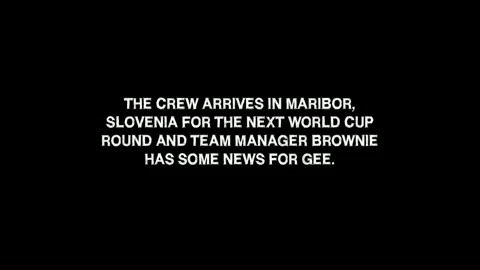 THE CREW ARRIVES IN MARIBOR,
SLOVENIA FOR THE NEXT WORLD CUP
ROUND AND TEAM MANAGER BROWNIE
HAS SOME NEWS FOR GEE.